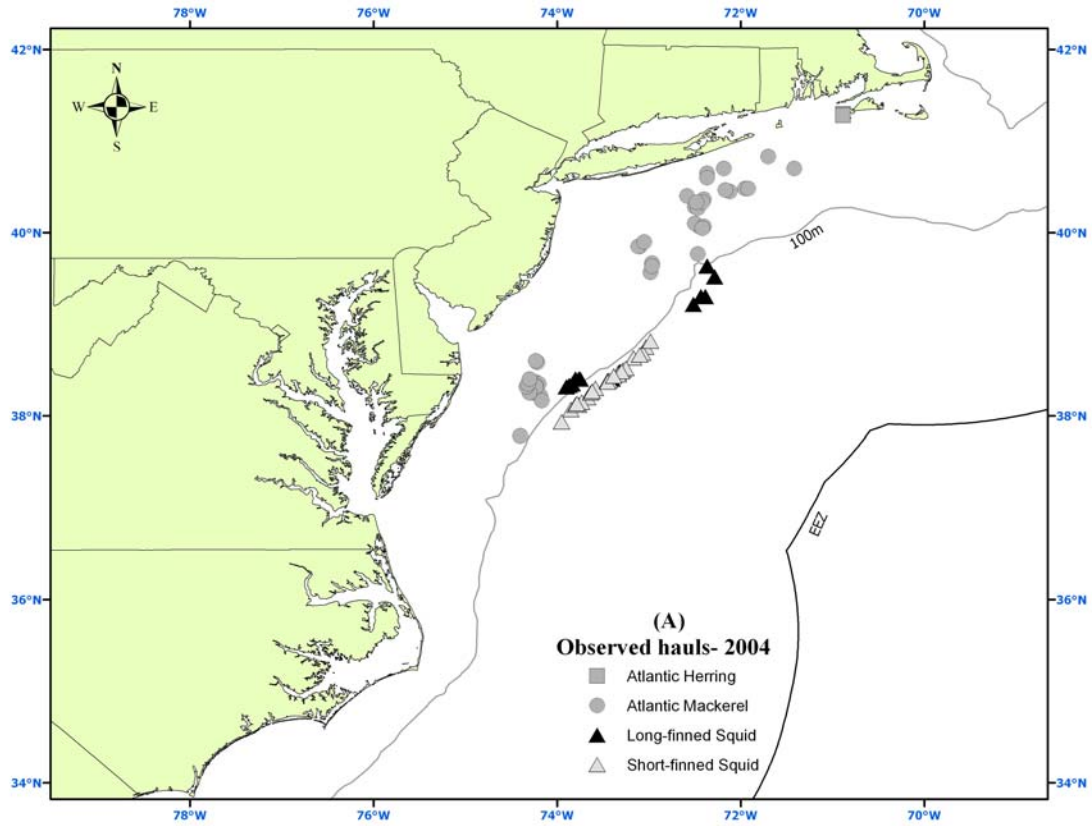 78°W 76°W 74°W 72°W 70°W
42°N 42°N
N
W E
S
40°N 40°N
100m
38°N 38°N
EEZ
36°N 36°N
(A)
Observed hauls- 2004
Atlantic Herring
Atlantic Mackerel
Long-finned Squid
Short-finned Squid
34°N 34°N
78°W 76°W 74°W 72°W 70°W